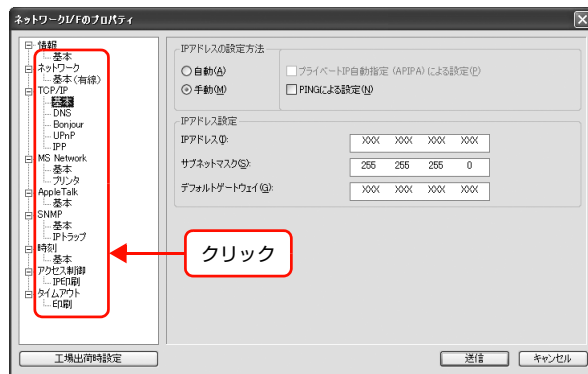 ネットワークI/Fのプロパティ
情報
基本
ネットワーク
基本(有線)
TCP/IP
基本
DNS
Bonjour
UPnP
IPP
MS Network
基本
プリンタ
AppleTalk
基本
SNMP
基本
IPトラップ
時刻
基本
アクセス制御
IP印刷
タイムアウト
印刷
クリック
IPアドレスの設定方法
自動(A)
手動(M)
プライベートIP自動指定 (APIPA) による設定(P)
PINGによる設定(N)
IPアドレス設定
IPアドレス(I): XXX XXX XXX XXX
サブネットマスク(S): 255 255 255 0
デフォルトゲートウェイ(G): XXX XXX XXX XXX
工場出荷時設定
送信
キャンセル